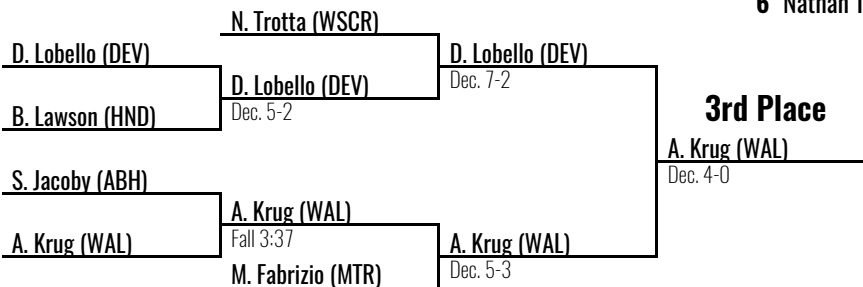 6 Nathan
N. Trotta (WSCR)
D. Lobello (DEV)
D. Lobello (DEV)
Dec. 7-2
D. Lobello (DEV)
Dec. 5-2
B. Lawson (HND)
3rd Place
A. Krug (WAL)
Dec. 4-0
S. Jacoby (ABH)
A. Krug (WAL)
Fall 3:37
A. Krug (WAL)
A. Krug (WAL)
Dec. 5-3
M. Fabrizio (MTR)